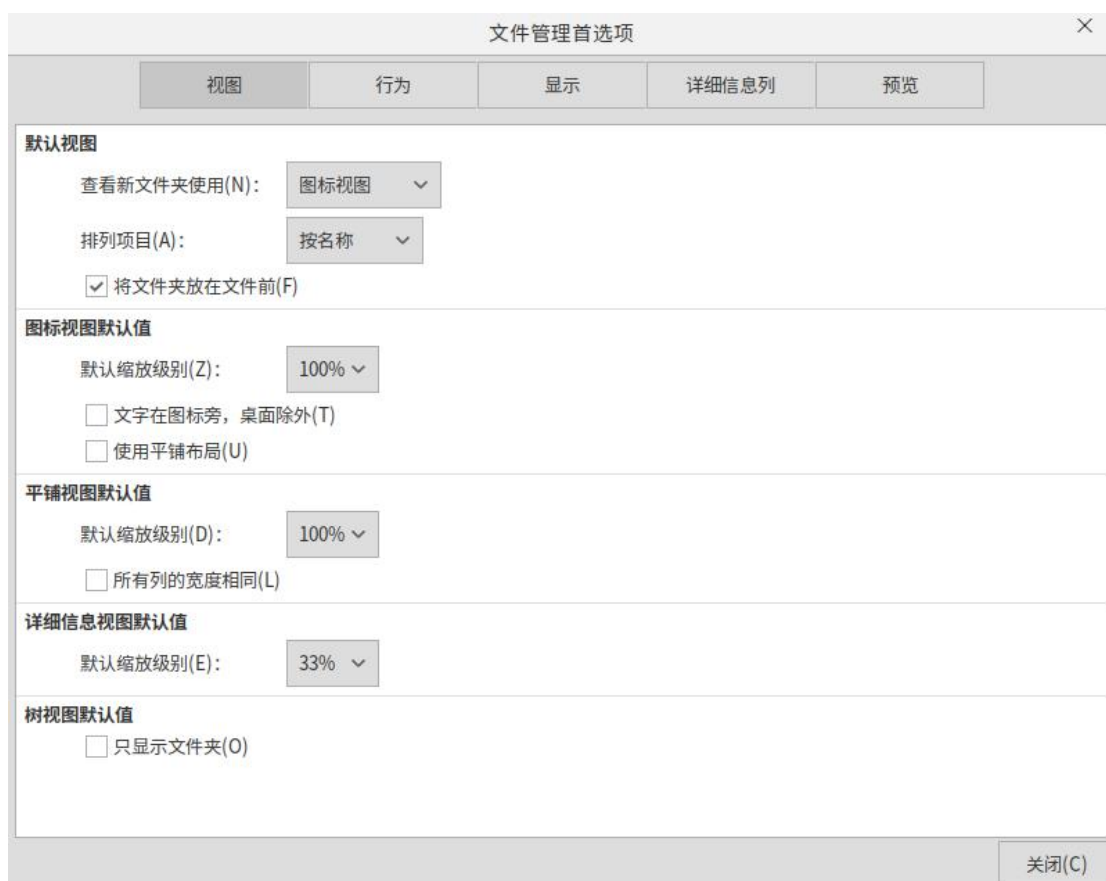 文件管理首选项
视图 行为 显示 详细信息列 预览
默认视图
查看新文件夹使用(N)： 图标视图
排列项目(A)： 按名称
将文件夹放在文件前(F)
图标视图默认值
默认缩放级别(Z)： 100%
文字在图标旁，桌面除外(T)
使用平铺布局(U)
平铺视图默认值
默认缩放级别(D)： 100%
所有列的宽度相同(L)
详细信息视图默认值
默认缩放级别(E)： 33%
树视图默认值
只显示文件夹(O)
关闭(C)